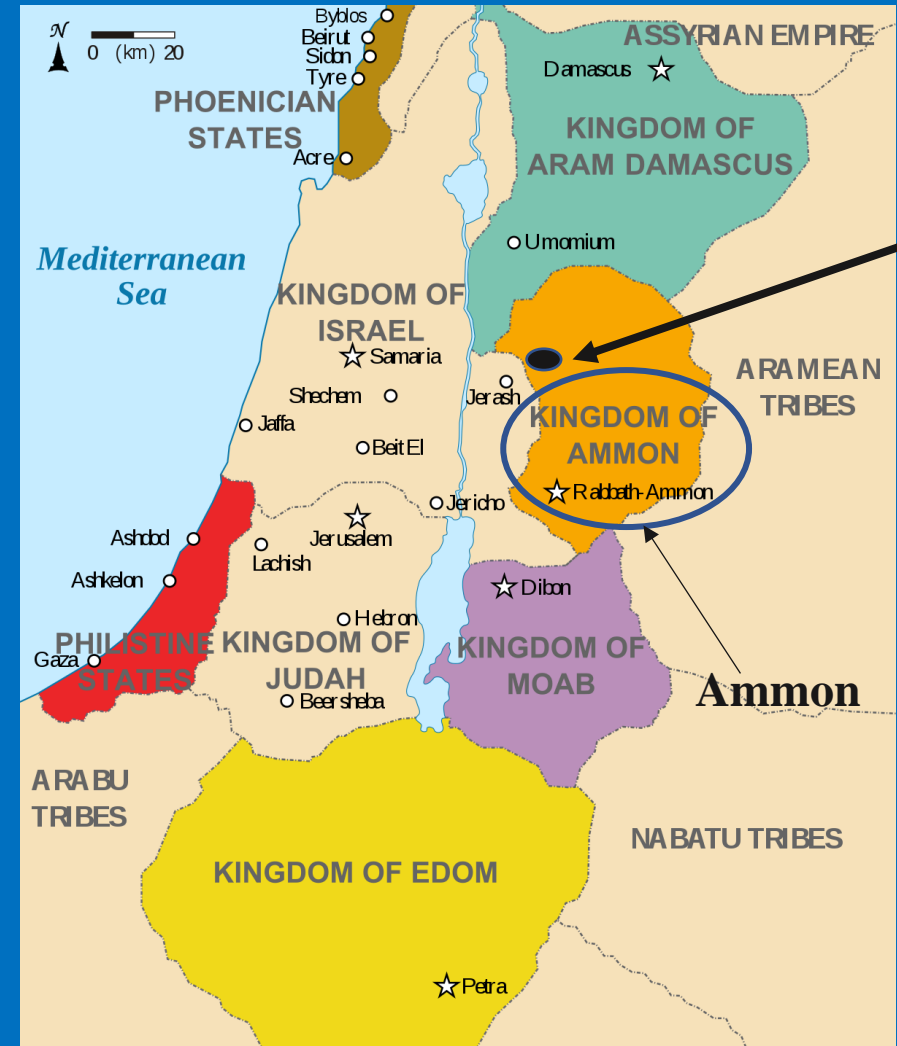 Byblos
N
0 (km) 20
Beirut
Sidon
Tyre
ASSYRIAN EMPIRE
Damascus
PHOENICIAN
STATES
KINGDOM OF
ARAM DAMASCUS
Acre
Umomium
Mediterranean
Sea
KINGDOM OF
ISRAEL
Samaria
ARAMEAN
TRIBES
Shechem
Jerash
Jaffa
KINGDOM OF
AMMON
Beit El
Rabbath-Ammon
Jericho
Jerusalem
Ashdod
Lachish
Ashkelon
Dibon
Hebron
PHILISTINE
STATES
Gaza
KINGDOM OF
JUDAH
KINGDOM OF
MOAB
Ammon
Beersheba
ARABU
TRIBES
NABATU TRIBES
KINGDOM OF EDOM
Petra